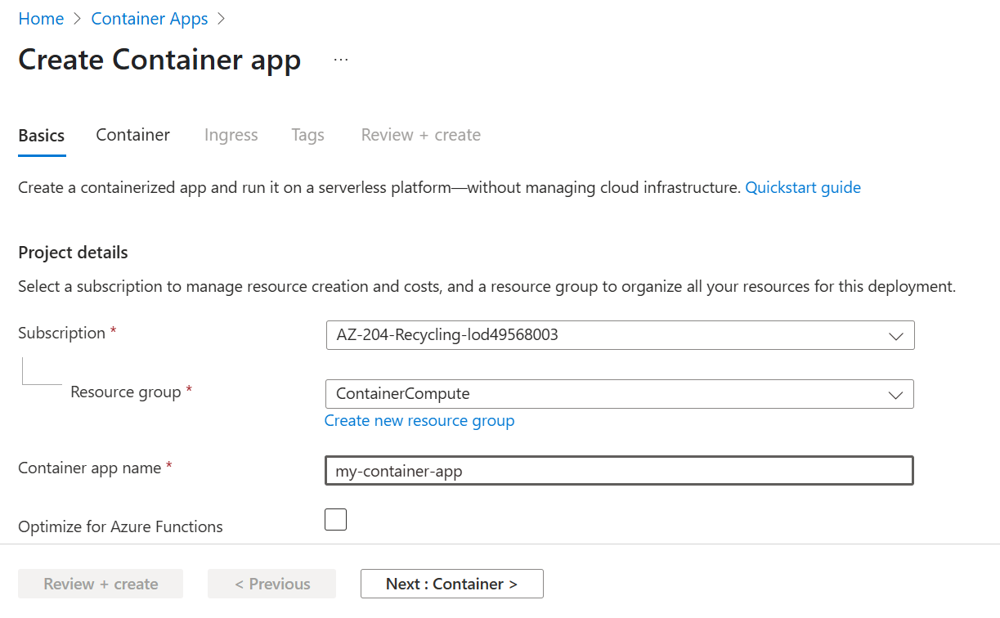 Home > Container Apps >
Create Container app ...
Basics Container Ingress Tags Review + create
Create a containerized app and run it on a serverless platform—without managing cloud infrastructure. Quickstart guide
Project details
Select a subscription to manage resource creation and costs, and a resource group to organize all your resources for this deployment.
Subscription * AZ-204-Recycling-lod49568003
Resource group * ContainerCompute
Create new resource group
Container app name * my-container-app
Optimize for Azure Functions
Review + create < Previous Next : Container >